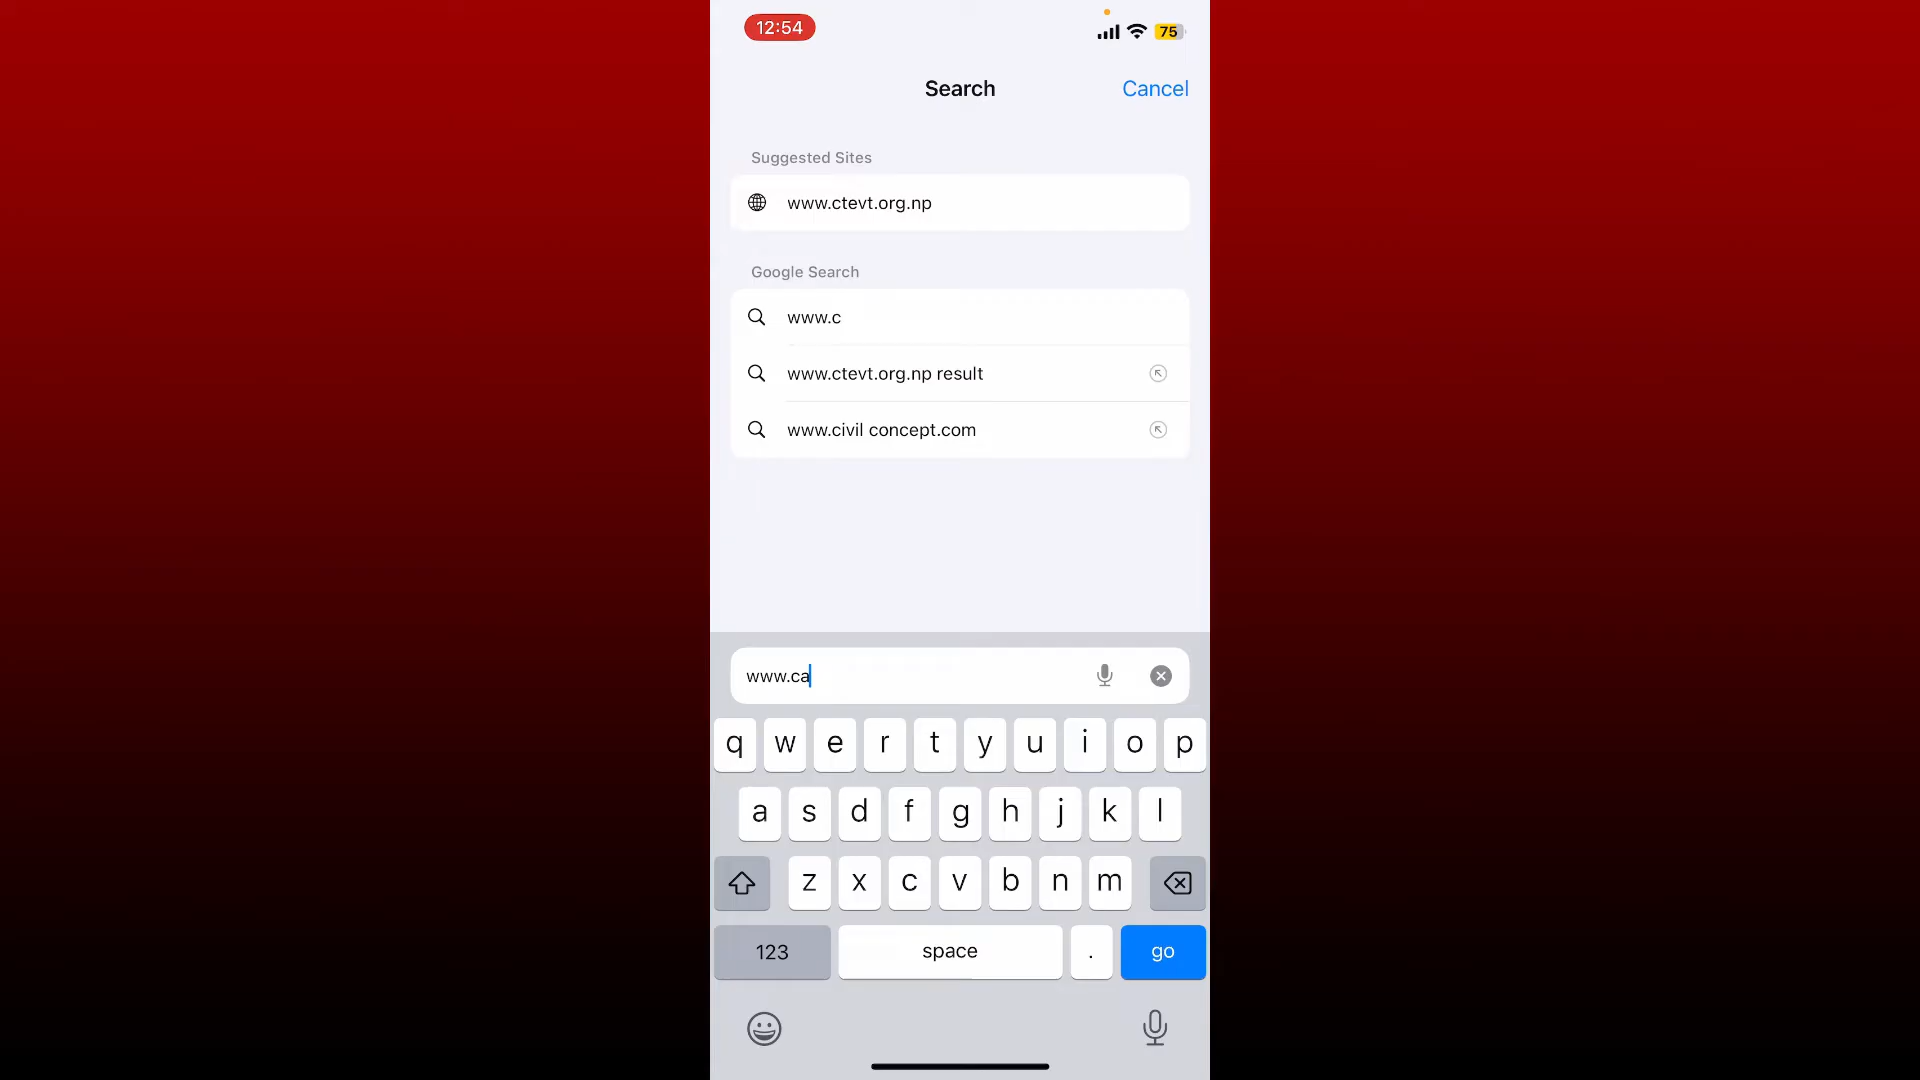 12:54
75
Search
Cancel
Suggested Sites
www.ctevt.org.np
Google Search
www.c
www.ctevt.org.np result
www.civil concept.com
www.ca
q w e r t y u i o p
a s d f g h j k l
z x c v b n m
123 space . go